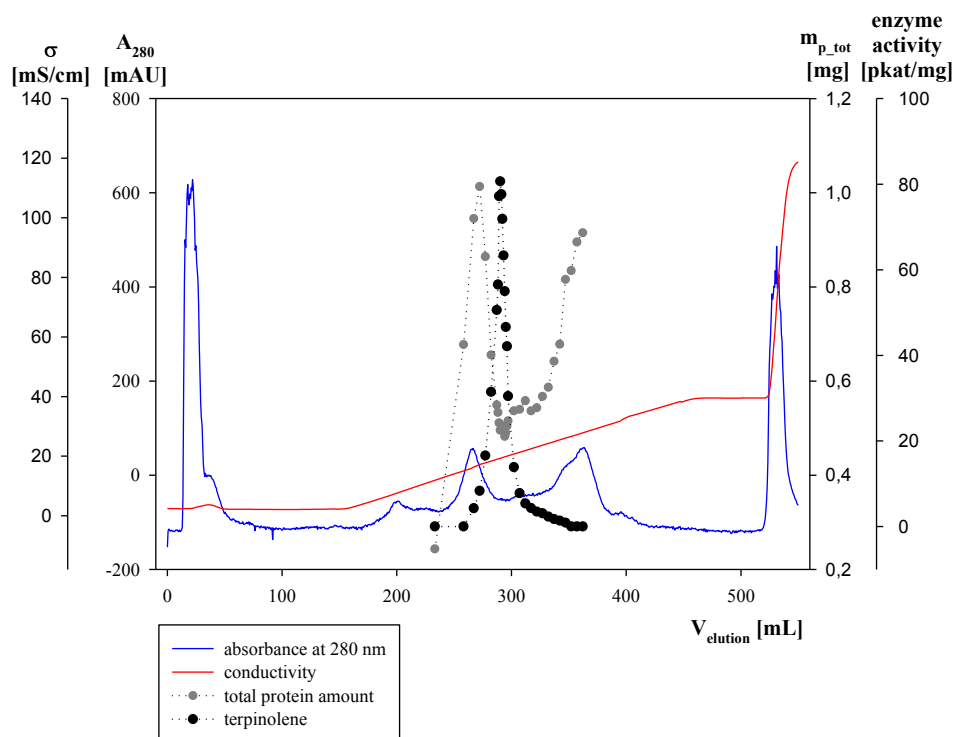 σ
[mS/cm]
A280
[mAU]
mp_tot
[mg]
enzyme
activity
[pkat/mg]
140
120
100
80
60
40
20
0
800
600
400
200
0
-200
1,2
1,0
0,8
0,6
0,4
0,2
100
80
60
40
20
0
0 100 200 300 400 500
Velution [mL]
absorbance at 280 nm
conductivity
total protein amount
terpinolene